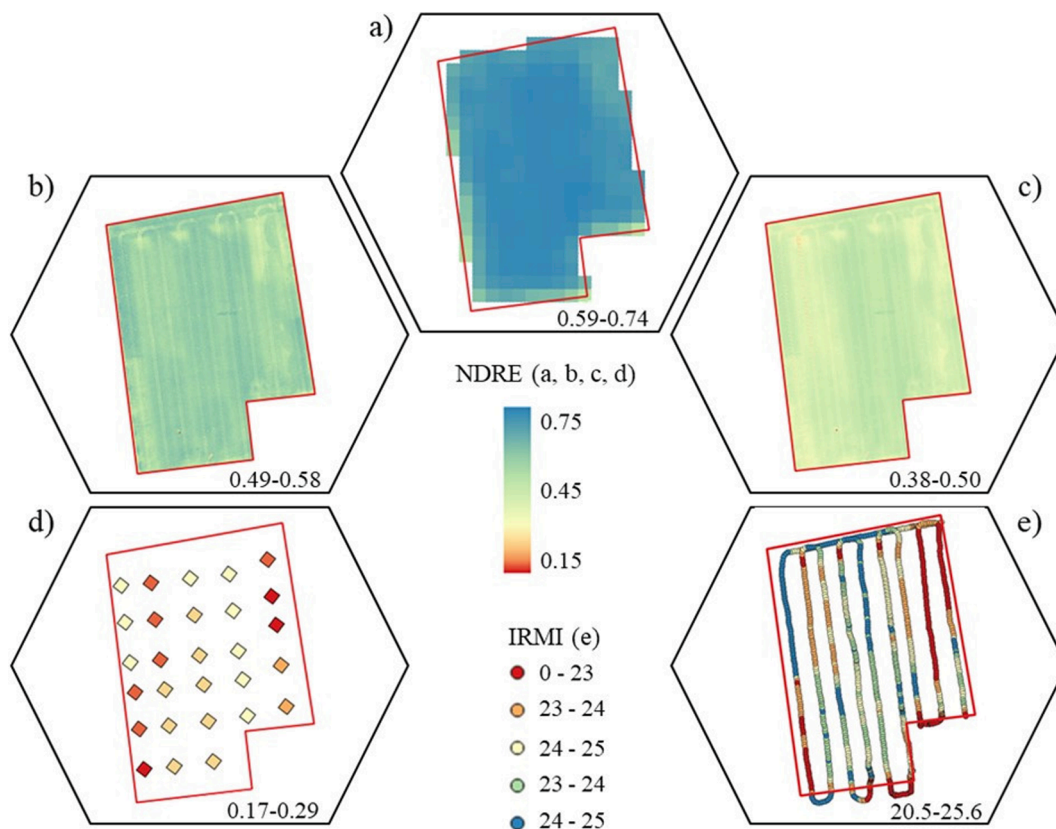 a)
0.59-0.74
b)
0.49-0.58
c)
0.38-0.50
NDRE (a, b, c, d)
0.75
0.45
0.15
d)
0.17-0.29
IRMI (e)
0 - 23
23 - 24
24 - 25
23 - 24
24 - 25
e)
20.5-25.6